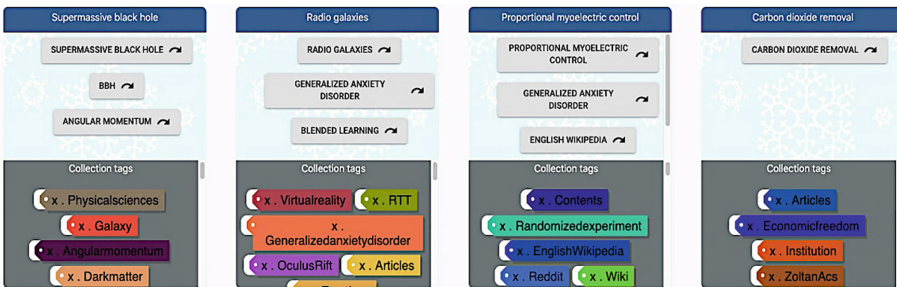 Supermassive black hole
SUPERMASSIVE BLACK HOLE
BBH
ANGULAR MOMENTUM
Collection tags
x . Physicalsciences
x . Galaxy
x . Angularmomentum
x . Darkmatter
Radio galaxies
RADIO GALAXIES
GENERALIZED ANXIETY
DISORDER
BLENDED LEARNING
Collection tags
x . Virtualreality
x . RTT
x .
Generalizedanxietydisorder
x . OculusRift
x . Articles
Proportional myoelectric control
PROPORTIONAL MYOELECTRIC
CONTROL
GENERALIZED ANXIETY
DISORDER
ENGLISH WIKIPEDIA
Collection tags
x . Contents
x . Randomizedexperiment
x . EnglishWikipedia
x . Reddit
x . Wiki
Carbon dioxide removal
CARBON DIOXIDE REMOVAL
Collection tags
x . Articles
x . Economicfreedom
x . Institution
x . ZoltanAcs